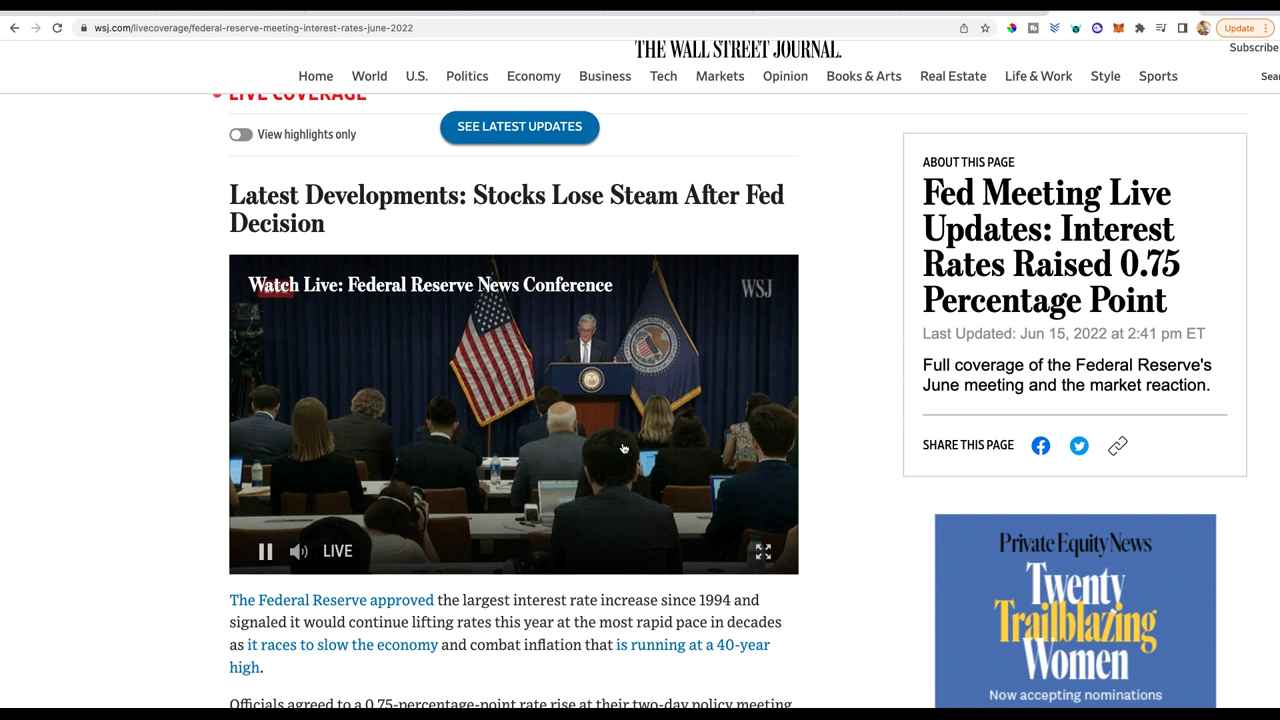 wsj.com/livecoverage/federal-reserve-meeting-interest-rates-june-2022
Update
THE WALL STREET JOURNAL.
Subscribe
Home World U.S. Politics Economy Business Tech Markets Opinion Books & Arts Real Estate Life & Work Style Sports
LIVE COVERAGE
View highlights only
SEE LATEST UPDATES
Latest Developments: Stocks Lose Steam After Fed
Decision
Watch Live: Federal Reserve News Conference
WSJ
LIVE
The Federal Reserve approved the largest interest rate increase since 1994 and
signaled it would continue lifting rates this year at the most rapid pace in decades
as it races to slow the economy and combat inflation that is running at a 40-year
high.
Officials agreed to a 0.75-percentage-point rate rise at their two-day policy meeting
ABOUT THIS PAGE
Fed Meeting Live
Updates: Interest
Rates Raised 0.75
Percentage Point
Last Updated: Jun 15, 2022 at 2:41 pm ET
Full coverage of the Federal Reserve's
June meeting and the market reaction.
SHARE THIS PAGE
Private Equity News
Twenty
Trailblazing
Women
Now accepting nominations